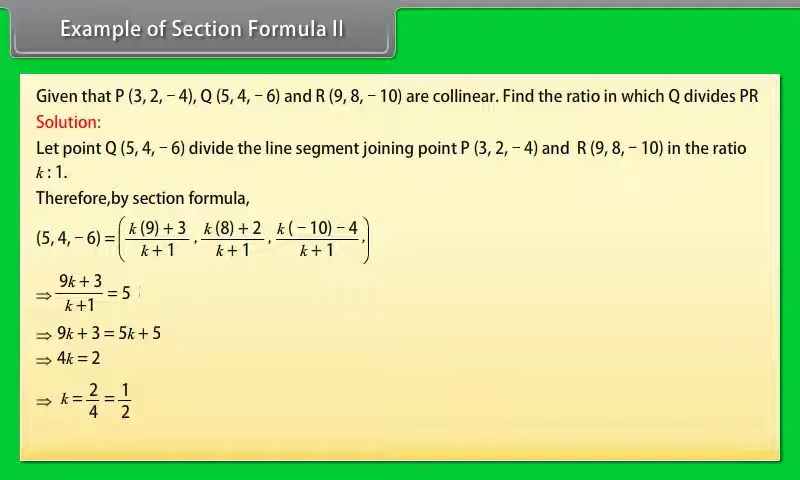 Example of Section Formula II
Given that P (3, 2, – 4), Q (5, 4, – 6) and R (9, 8, – 10) are collinear. Find the ratio in which Q divides PR
Solution:
Let point Q (5, 4, – 6) divide the line segment joining point P (3, 2, – 4) and R (9, 8, – 10) in the ratio
k : 1.
Therefore,by section formula,
(5, 4, – 6) = ( k (9) + 3 / k + 1 , k (8) + 2 / k + 1 , k ( – 10) – 4 / k + 1 , )
⇒ 9k + 3 / k +1 = 5
⇒ 9k + 3 = 5k + 5
⇒ 4k = 2
⇒ k = 2/4 = 1/2